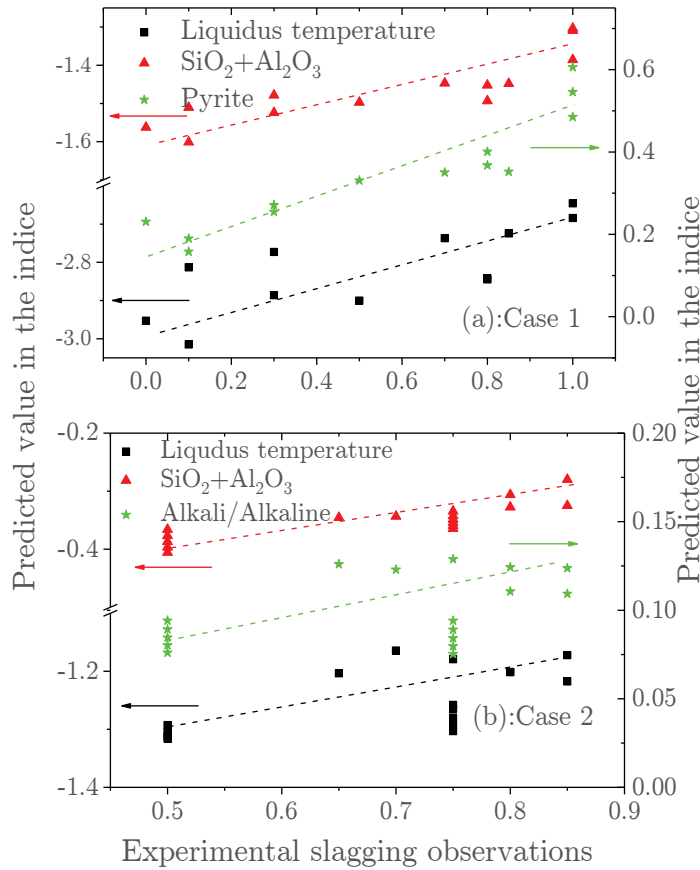 Liquidus temperature
SiO₂+Al₂O₃
Pyrite
-1.4
-1.6
-2.8
-3.0
0.6
0.4
0.2
0.0
(a):Case 1
0.0 0.2 0.4 0.6 0.8 1.0
Predicted value in the indice
Predicted value in the indice
Liqudus temperature
SiO₂+Al₂O₃
Alkali/Alkaline
-0.2
-0.4
-1.2
-1.4
0.20
0.15
0.10
0.05
0.00
(b):Case 2
0.5 0.6 0.7 0.8 0.9
Experimental slagging observations